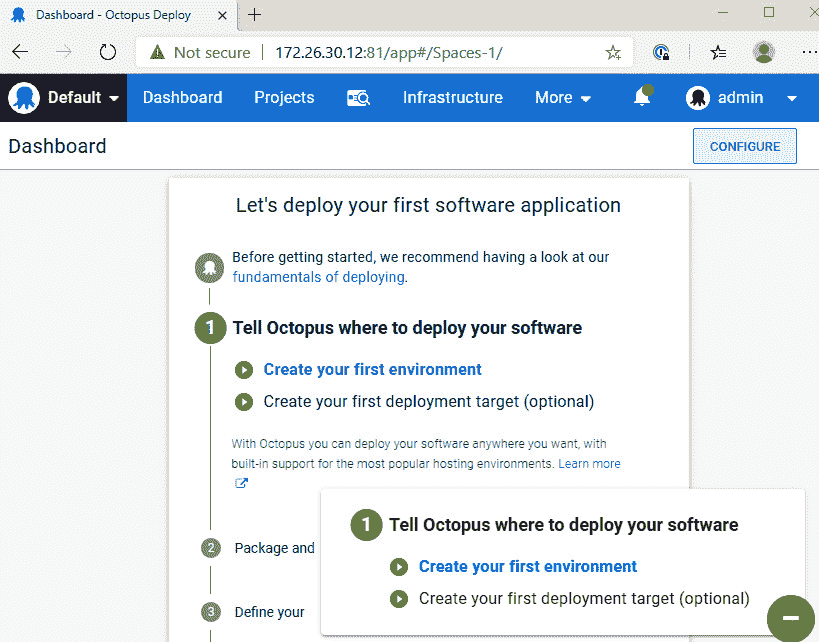 Dashboard - Octopus Deploy
Not secure 172.26.30.12:81/app#/Spaces-1/
Default Dashboard Projects Infrastructure More admin
Dashboard CONFIGURE
Let's deploy your first software application
Before getting started, we recommend having a look at our
fundamentals of deploying.
1 Tell Octopus where to deploy your software
Create your first environment
Create your first deployment target (optional)
With Octopus you can deploy your software anywhere you want, with
built-in support for the most popular hosting environments. Learn more
2 Package and
3 Define your
1 Tell Octopus where to deploy your software
Create your first environment
Create your first deployment target (optional)